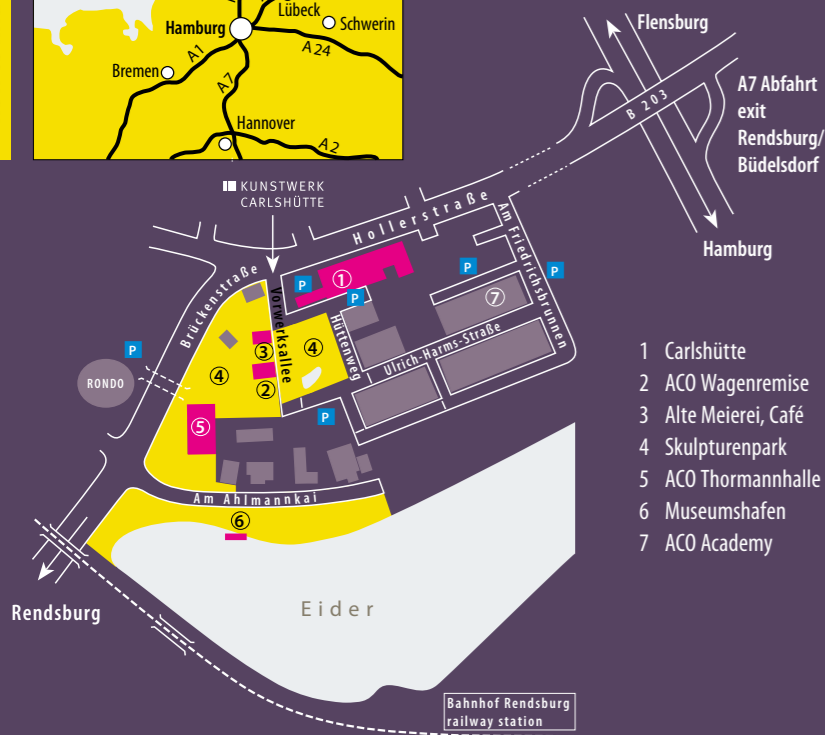 Lübeck
Hamburg
Schwerin
A1
A 24
Bremen
A7
Hannover
A 2
Flensburg
B 203
A7 Abfahrt
exit
Rendsburg/
Büdelsdorf
Hamburg
KUNSTWERK
CARLSHÜTTE
Hollerstraße
Am Friedrichsbrunnen
Brückenstraße
Vorwerksallee
Hüttenweg
Ulrich-Harms-Straße
P
P
P
P
P
P
1
7
3
4
4
2
5
RONDO
Am Ahlmannkai
6
Rendsburg
Eider
Bahnhof Rendsburg
railway station
1 Carlshütte
2 ACO Wagenremise
3 Alte Meierei, Café
4 Skulpturenpark
5 ACO Thormannhalle
6 Museumshafen
7 ACO Academy